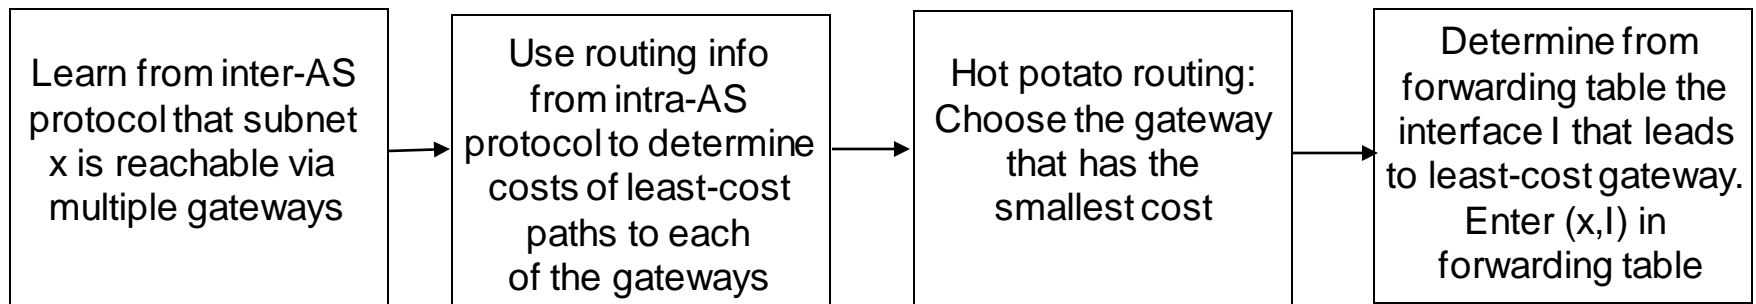 Learn from inter-AS
protocol that subnet
x is reachable via
multiple gateways
Use routing info
from intra-AS
protocol to determine
costs of least-cost
paths to each
of the gateways
Hot potato routing:
Choose the gateway
that has the
smallest cost
Determine from
forwarding table the
interface I that leads
to least-cost gateway.
Enter (x,I) in
forwarding table